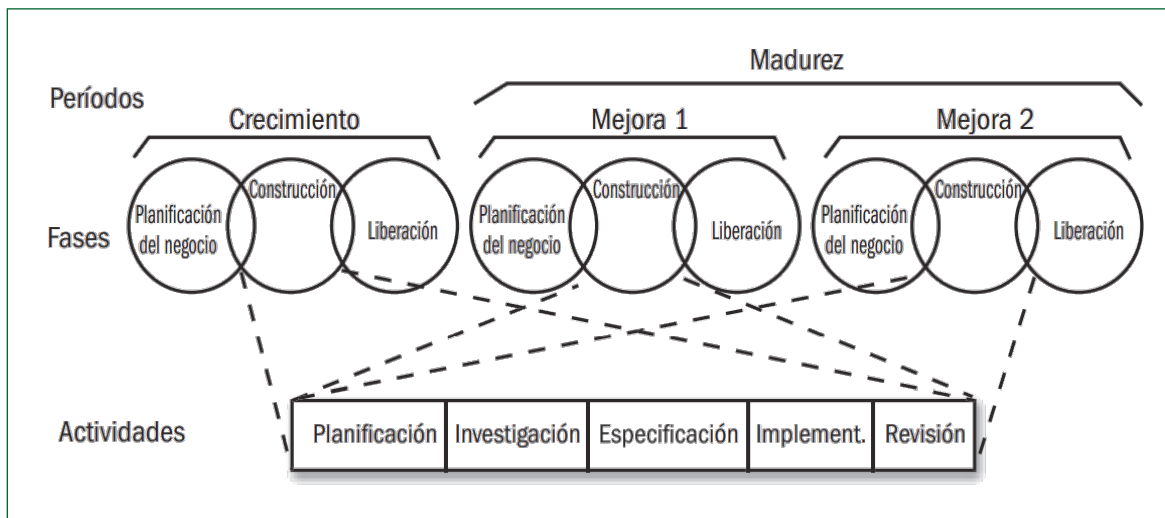 Madurez
Períodos
Crecimiento
Mejora 1
Mejora 2
Fases
Planificación
del negocio
Construcción
Liberación
Planificación
del negocio
Construcción
Liberación
Planificación
del negocio
Construcción
Liberación
Actividades
Planificación
Investigación
Especificación
Implement.
Revisión